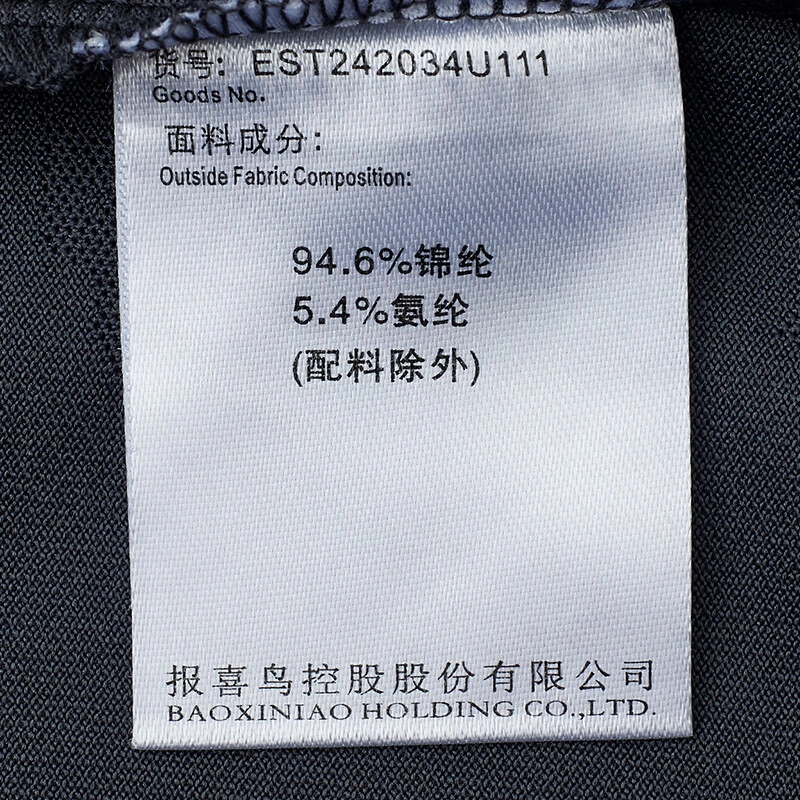 货号: EST242034U111
Goods No.
面料成分:
Outside Fabric Composition:
94.6%锦纶
5.4%氨纶
(配料除外)
报喜鸟控股股份有限公司
BAOXINIAO HOLDING CO.,LTD.